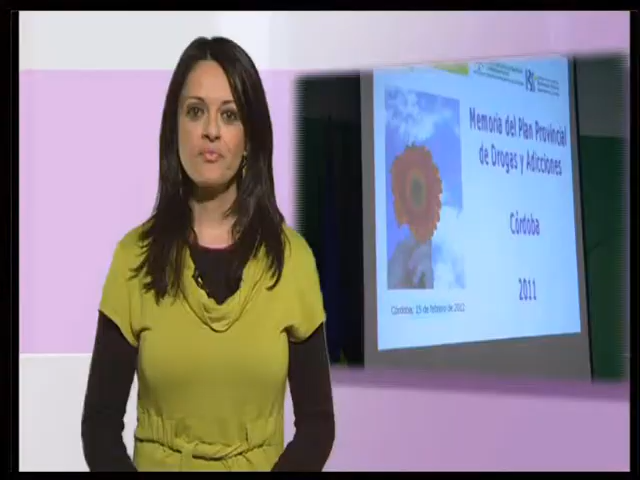 Memoria del Plan Provincial
de Drogas y Adicciones
Córdoba
2011
Córdoba, 15 de febrero de 2012